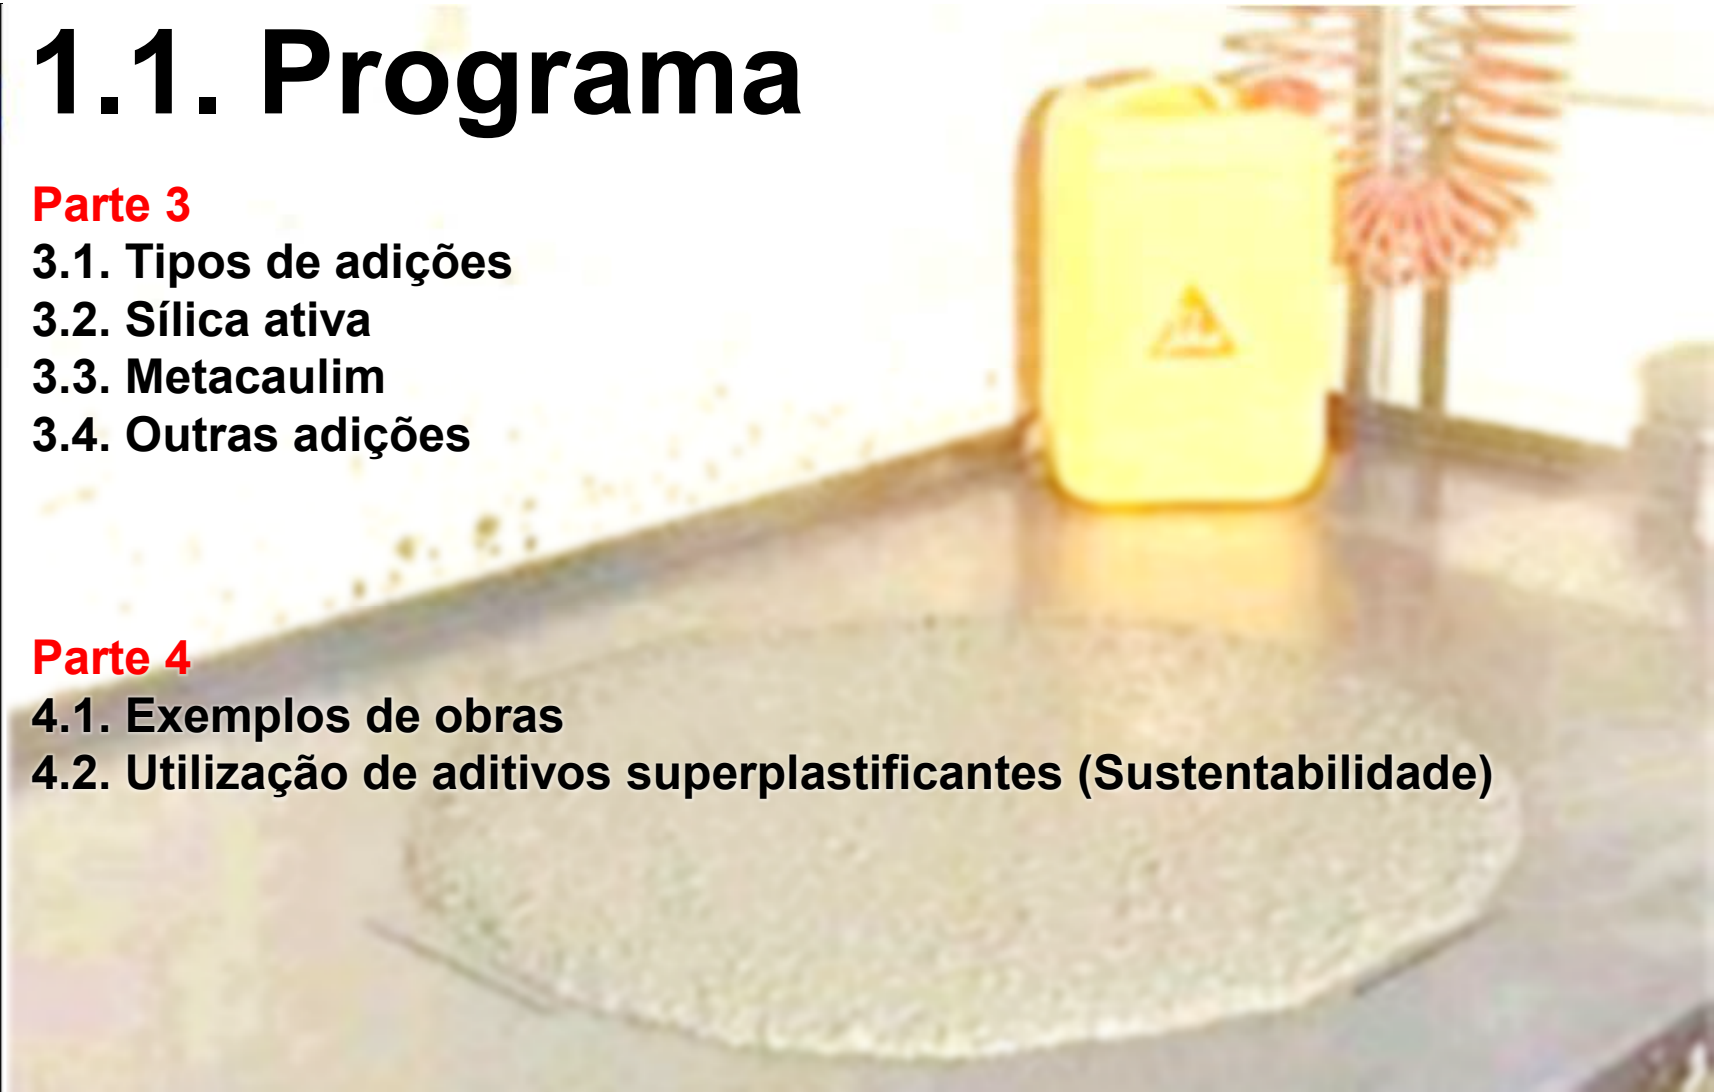 1.1. Programa
Parte 3
3.1. Tipos de adições
3.2. Sílica ativa
3.3. Metacaulim
3.4. Outras adições
Parte 4
4.1. Exemplos de obras
4.2. Utilização de aditivos superplastificantes (Sustentabilidade)